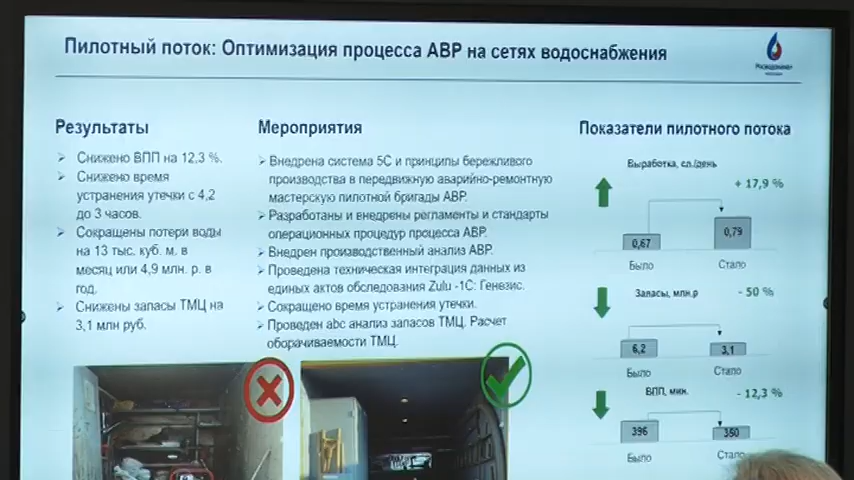 Пилотный поток: Оптимизация процесса АВР на сетях водоснабжения
Росводоканал
Результаты
➢ Снижено ВПП на 12,3 %.
➢ Снижено время
устранения утечки с 4,2
до 3 часов.
➢ Сокращены потери воды
на 13 тыс. куб. м. в
месяц или 4,9 млн. р. в
год.
➢ Снижены запасы ТМЦ на
3,1 млн руб.
Мероприятия
➢ Внедрена система 5С и принципы бережливого
производства в передвижную аварийно-ремонтную
мастерскую пилотной бригады АВР.
➢ Разработаны и внедрены регламенты и стандарты
операционных процедур процесса АВР.
➢ Внедрен производственный анализ АВР.
➢ Проведена техническая интеграция данных из
единых актов обследования Zulu -1С: Генезис.
➢ Сокращено время устранения утечки.
➢ Проведен abc анализ запасов ТМЦ. Расчет
оборачиваемости ТМЦ.
Показатели пилотного потока
Выработка, сл./день
+ 17,9 %
0,67
0,79
Было
Стало
Запасы, млн.р
- 50 %
6,2
3,1
Было
Стало
ВПП, мин.
- 12,3 %
396
350
Было
Стало